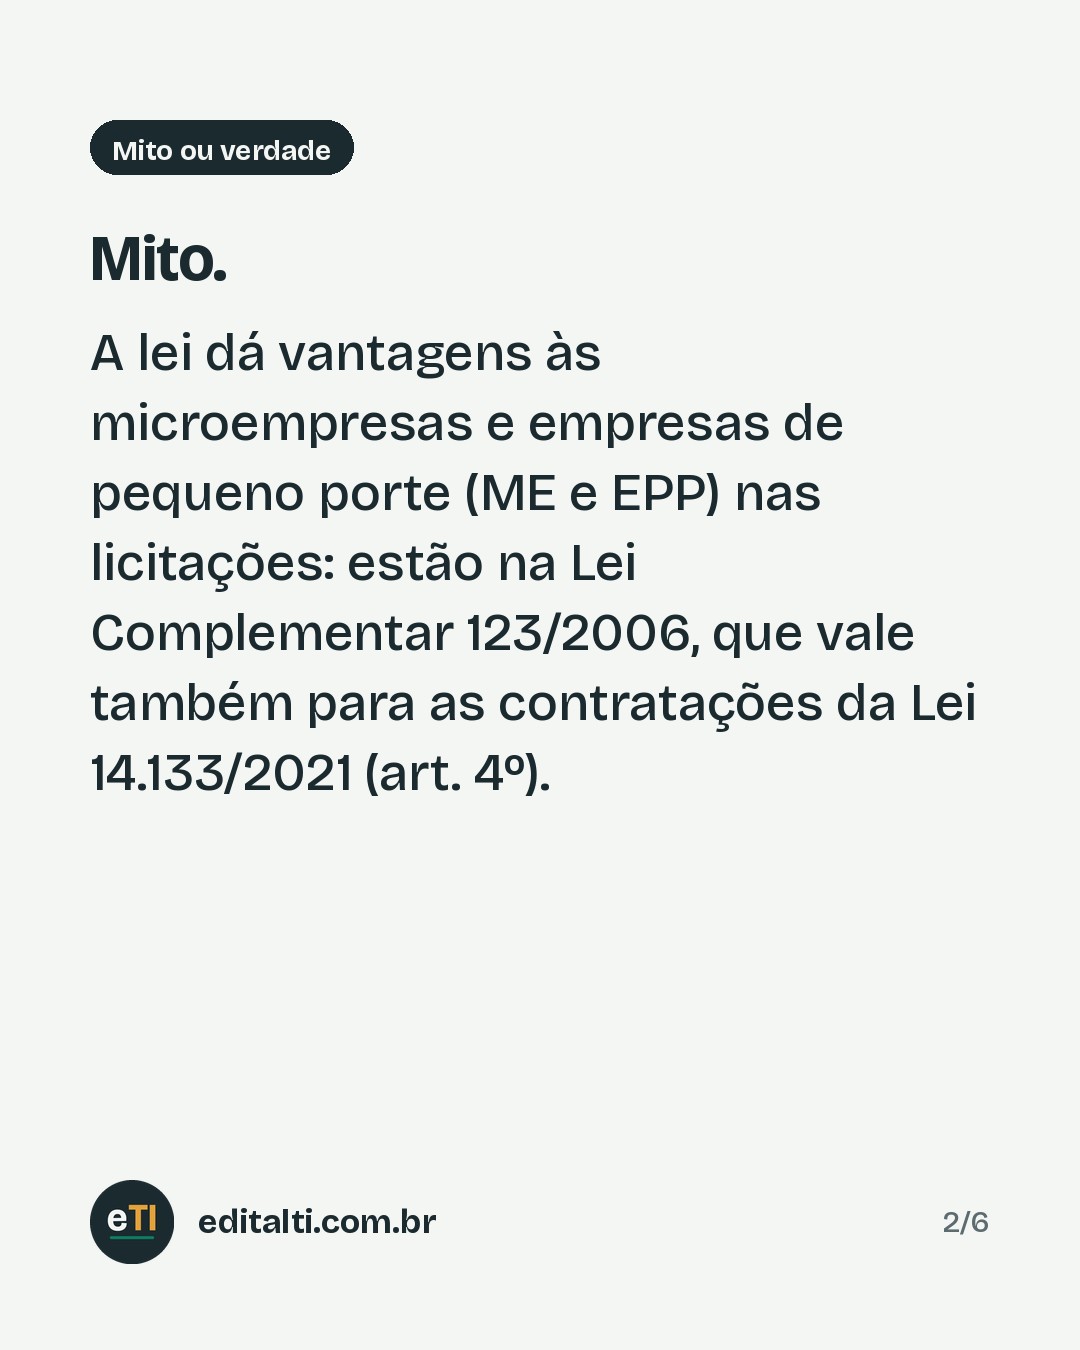 Mito ou verdade
Mito.
A lei dá vantagens às
microempresas e empresas de
pequeno porte (ME e EPP) nas
licitações: estão na Lei
Complementar 123/2006, que vale
também para as contratações da Lei
14.133/2021 (art. 4º).
eTI
editalti.com.br
2/6